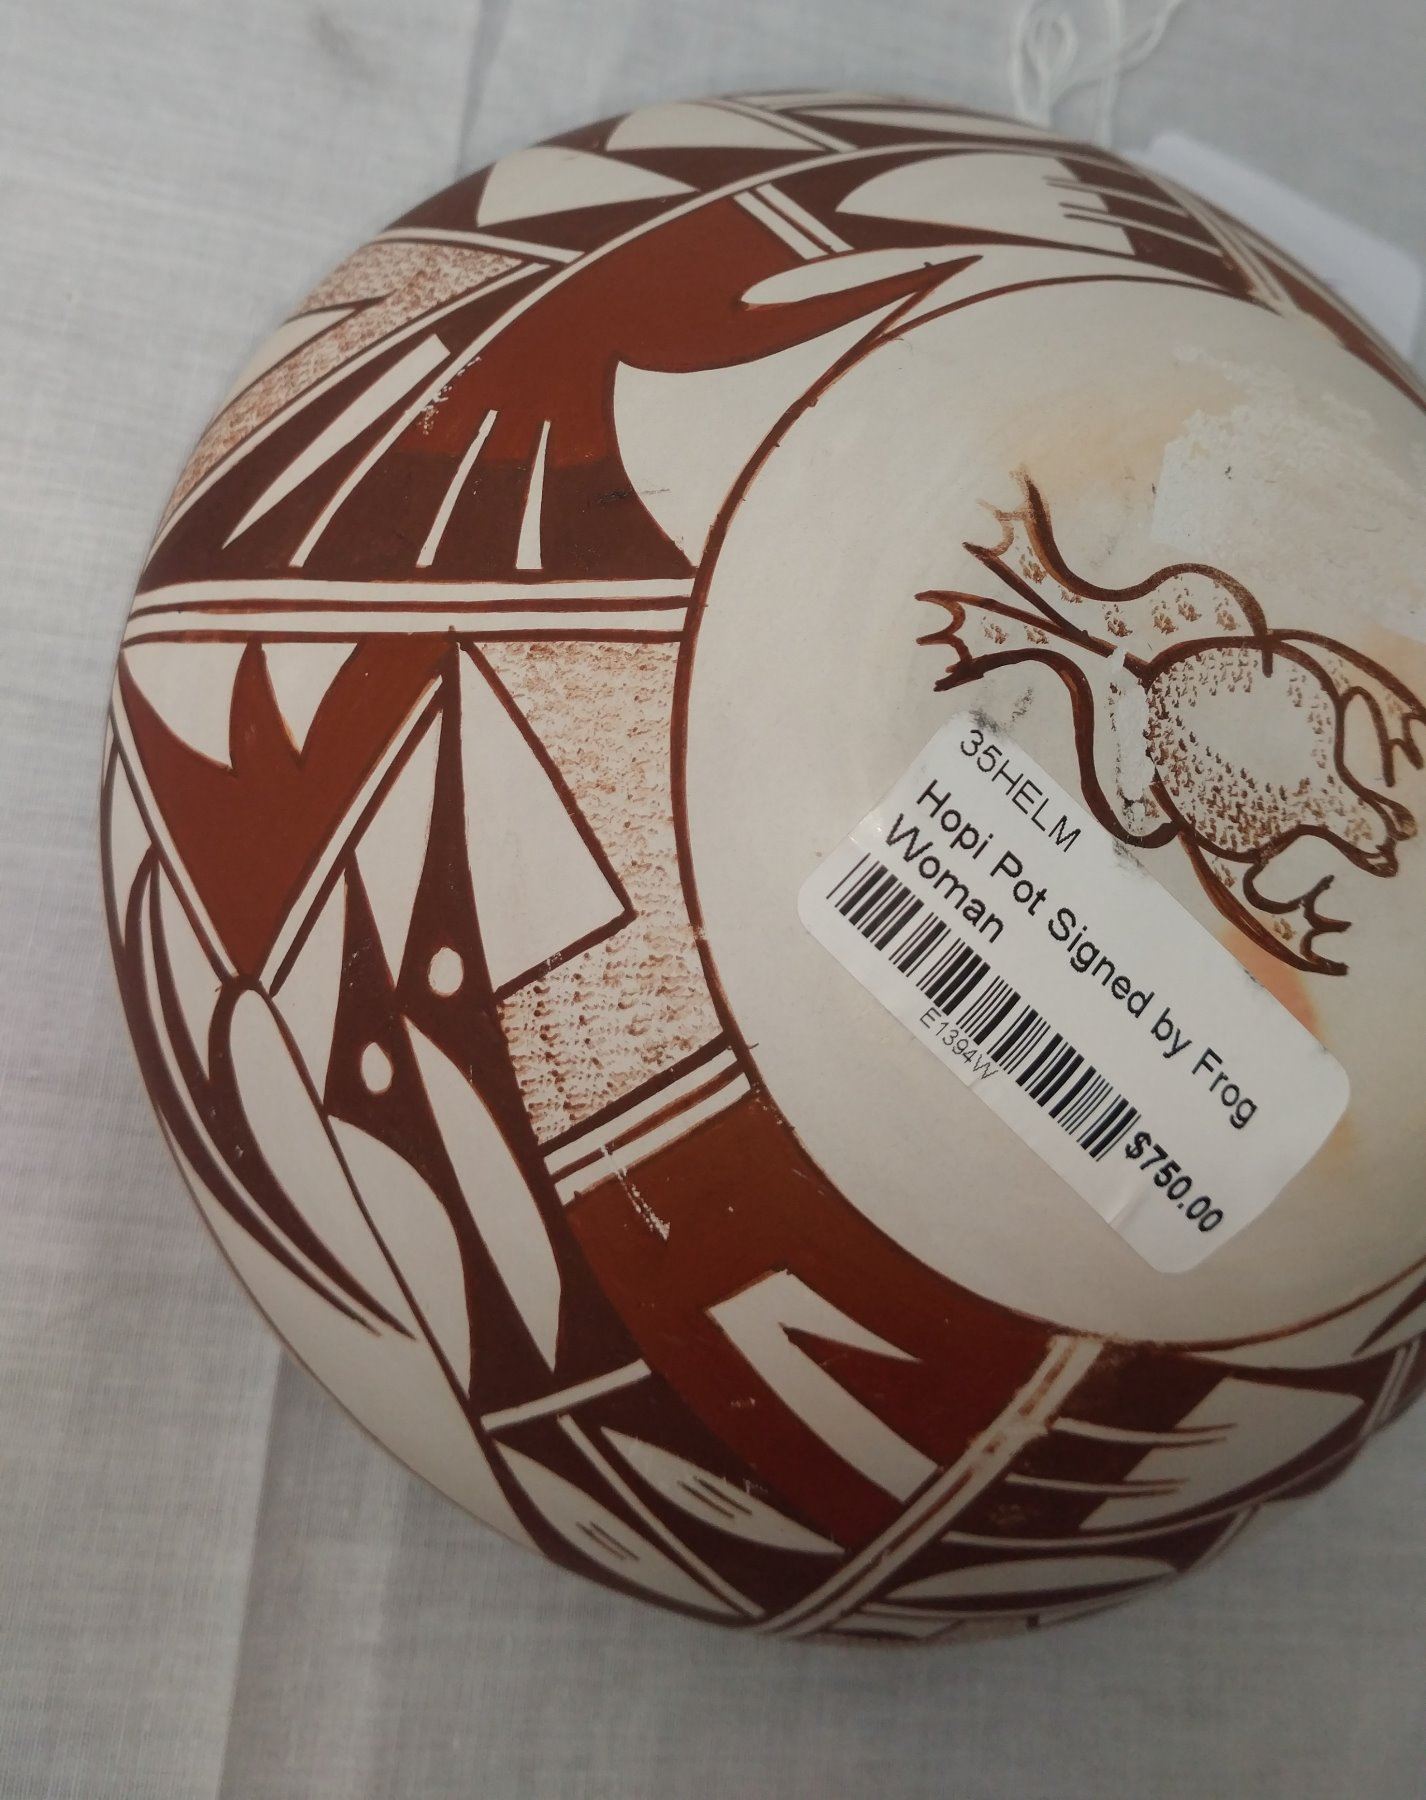 35HELM
Hopi Pot Signed by Frog
Woman
E1394W
$750.00